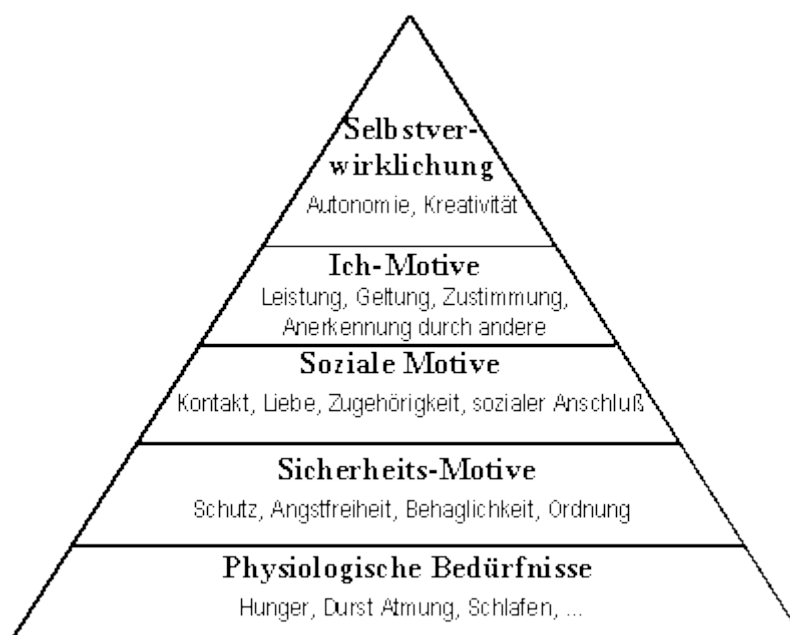 Selbstver-
wirklichung
Autonomie, Kreativität
Ich-Motive
Leistung, Geltung, Zustimmung,
Anerkennung durch andere
Soziale Motive
Kontakt, Liebe, Zugehörigkeit, sozialer Anschluß
Sicherheits-Motive
Schutz, Angstfreiheit, Behaglichkeit, Ordnung
Physiologische Bedürfnisse
Hunger, Durst Atmung, Schlafen, ...